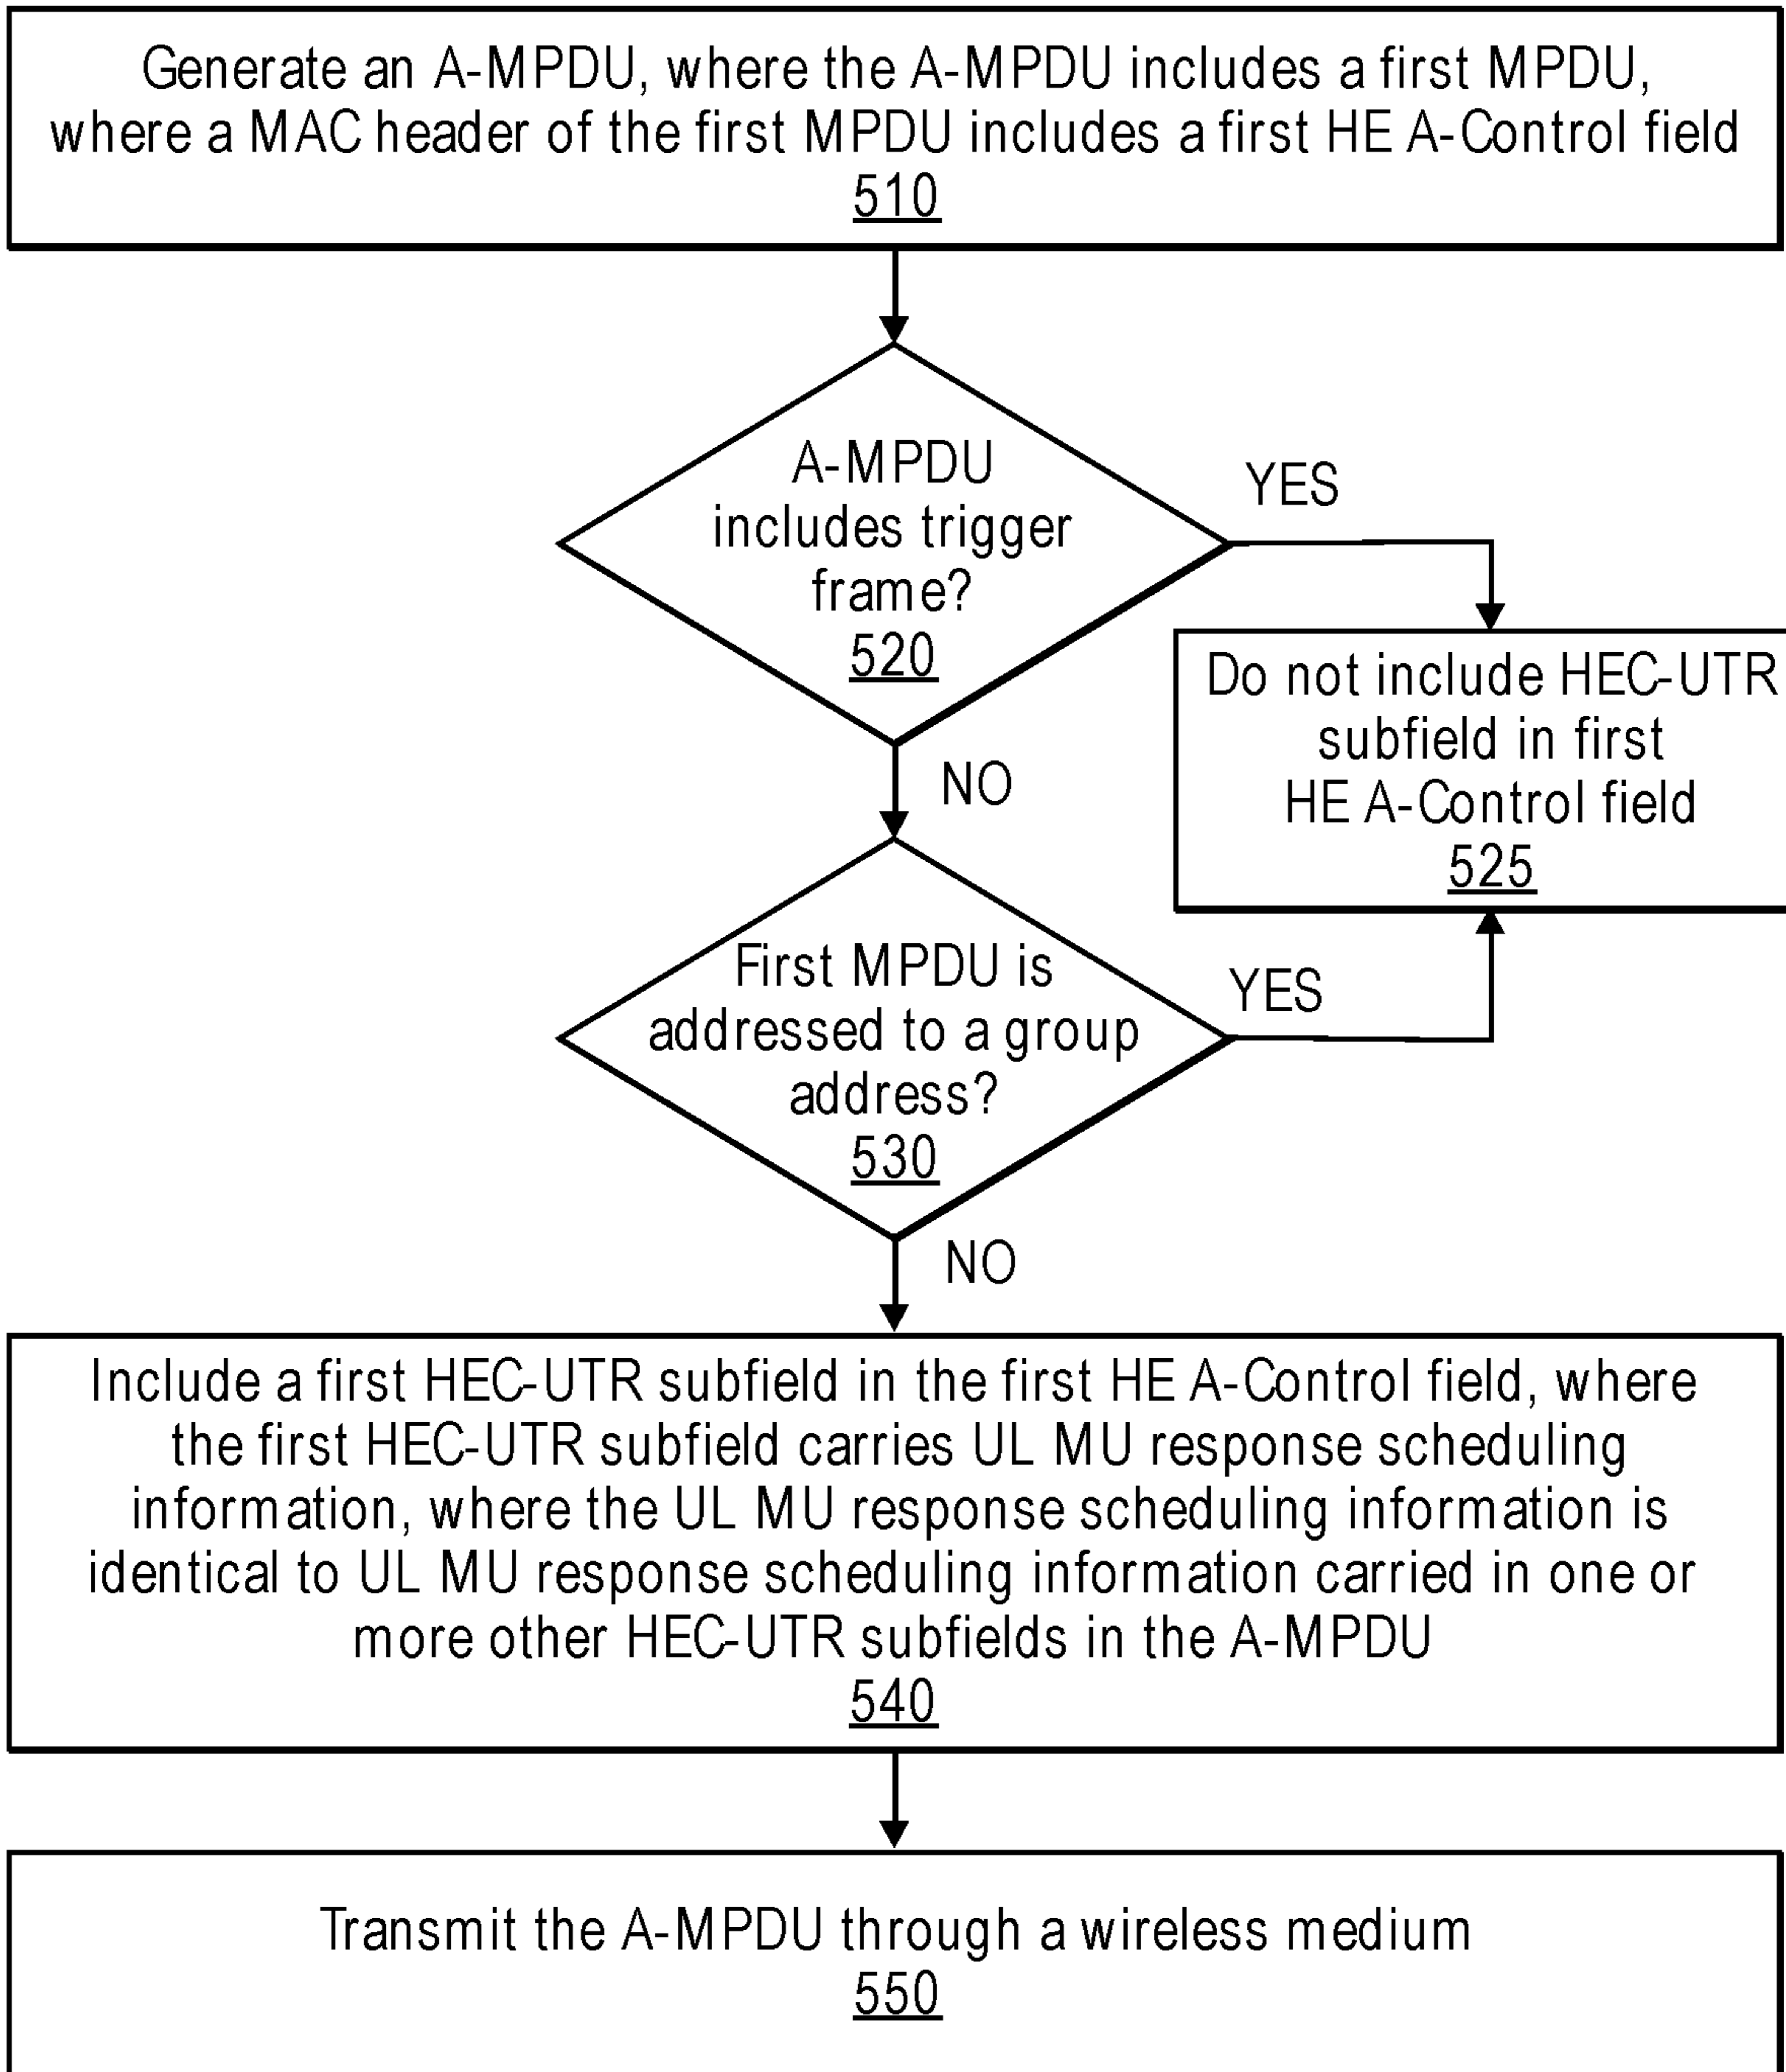 Generate an A-MPDU, where the A-MPDU includes a first MPDU,
where a MAC header of the first MPDU includes a first HE A-Control field
510
A-MPDU
includes trigger
frame?
520
YES
Do not include HEC-UTR
subfield in first
HE A-Control field
525
NO
First MPDU is
addressed to a group
address?
530
YES
NO
Include a first HEC-UTR subfield in the first HE A-Control field, where
the first HEC-UTR subfield carries UL MU response scheduling
information, where the UL MU response scheduling information is
identical to UL MU response scheduling information carried in one or
more other HEC-UTR subfields in the A-MPDU
540
Transmit the A-MPDU through a wireless medium
550